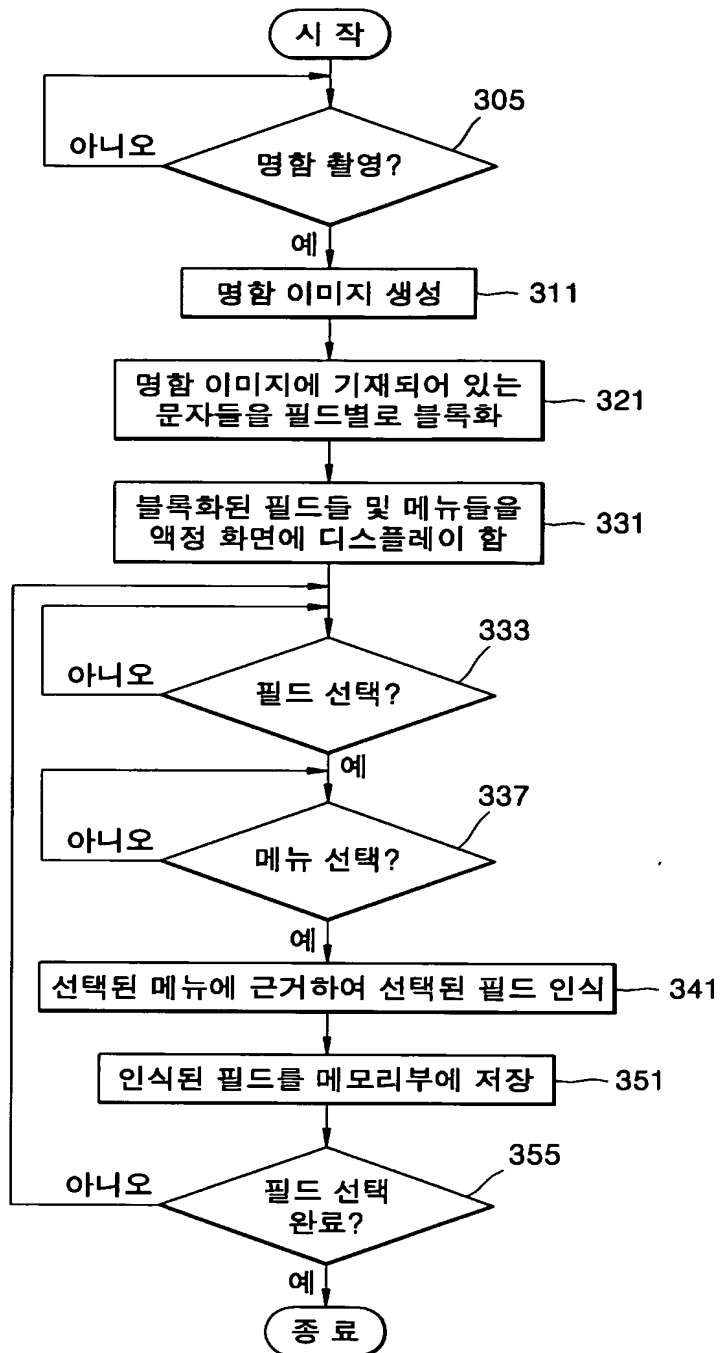 시 작
305
아니오
명함 촬영?
예
명함 이미지 생성
311
명함 이미지에 기재되어 있는
문자들을 필드별로 블록화
321
블록화된 필드들 및 메뉴들을
액정 화면에 디스플레이 함
331
333
아니오
필드 선택?
예
337
아니오
메뉴 선택?
예
선택된 메뉴에 근거하여 선택된 필드 인식
341
인식된 필드를 메모리부에 저장
351
355
아니오
필드 선택
완료?
예
종 료